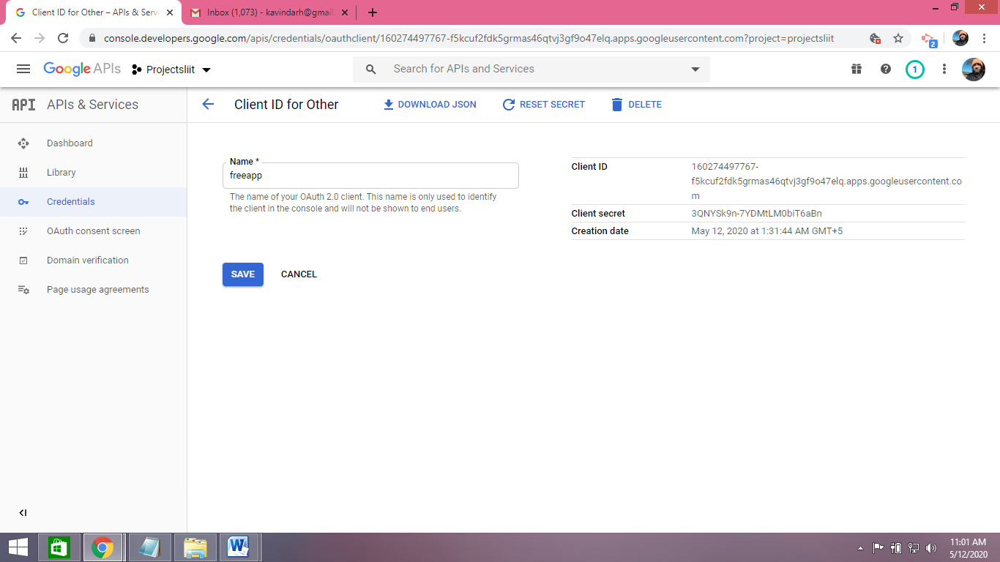 Client ID for Other – APIs & Servi
Inbox (1,073) - kavindarh@gmail.
console.developers.google.com/apis/credentials/oauthclient/160274497767-f5kcuf2fdk5grmas46qtvj3gf9o47elq.apps.googleusercontent.com?project=projectsliit
2
Google APIs
Projectsliit
Search for APIs and Services
1
API APIs & Services
Client ID for Other
DOWNLOAD JSON
RESET SECRET
DELETE
Dashboard
Library
Credentials
OAuth consent screen
Domain verification
Page usage agreements
Name *
freeapp
The name of your OAuth 2.0 client. This name is only used to identify
the client in the console and will not be shown to end users.
SAVE
CANCEL
Client ID
160274497767-
f5kcuf2fdk5grmas46qtvj3gf9o47elq.apps.googleusercontent.co
m
Client secret
3QNYSk9n-7YDMtLM0biT6aBn
Creation date
May 12, 2020 at 1:31:44 AM GMT+5
11:01 AM
5/12/2020